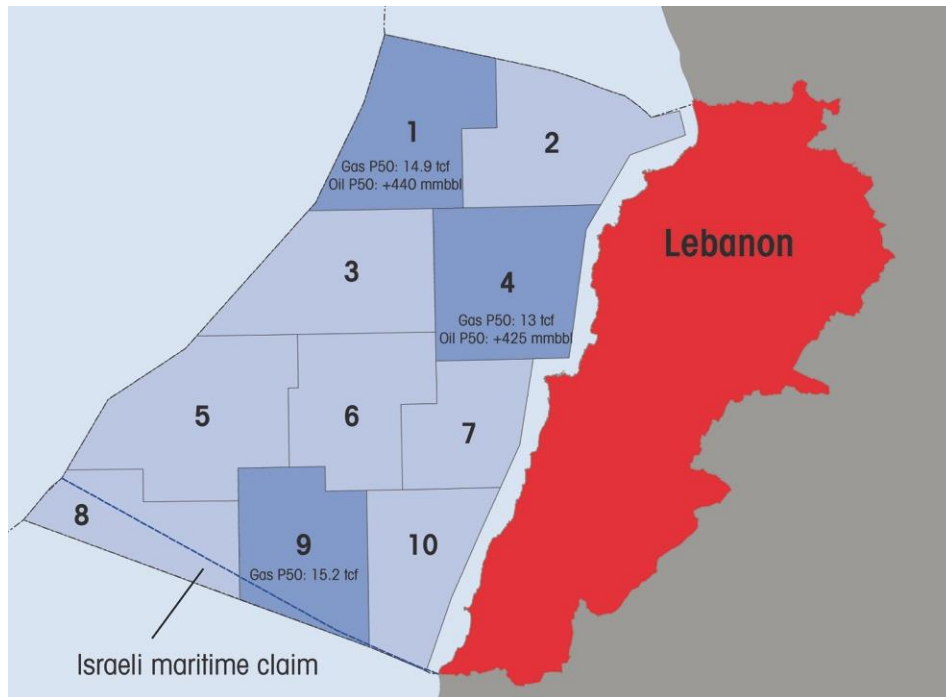 1
Gas P50: 14.9 tcf
Oil P50: +440 mmbbl
2
Lebanon
3
4
Gas P50: 13 tcf
Oil P50: +425 mmbbl
5
6
7
8
9
Gas P50: 15.2 tcf
10
Israeli maritime claim